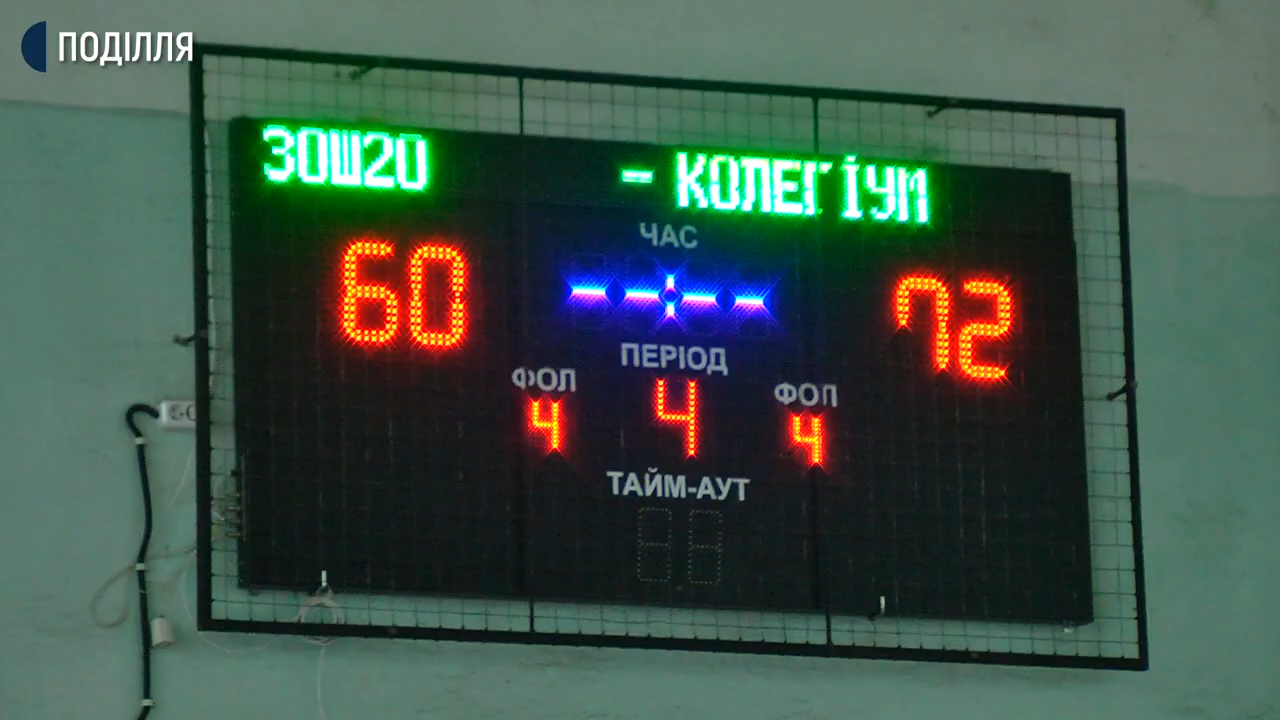 ПОДІЛЛЯ
ЗОШ20 - КОЛЕГІУМ
ЧАС
60 --:-- 72
ПЕРІОД
ФОЛ ФОЛ
4 4 4
ТАЙМ-АУТ